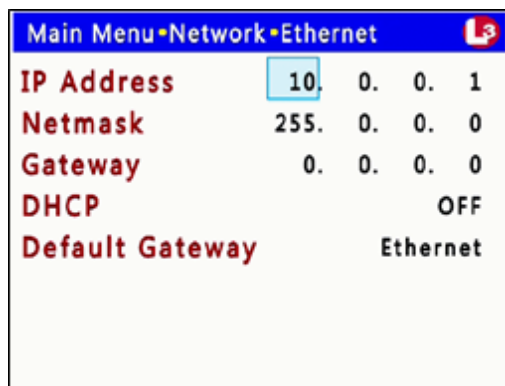 Main Menu•Network•Ethernet L3
IP Address 10. 0. 0. 1
Netmask 255. 0. 0. 0
Gateway 0. 0. 0. 0
DHCP OFF
Default Gateway Ethernet